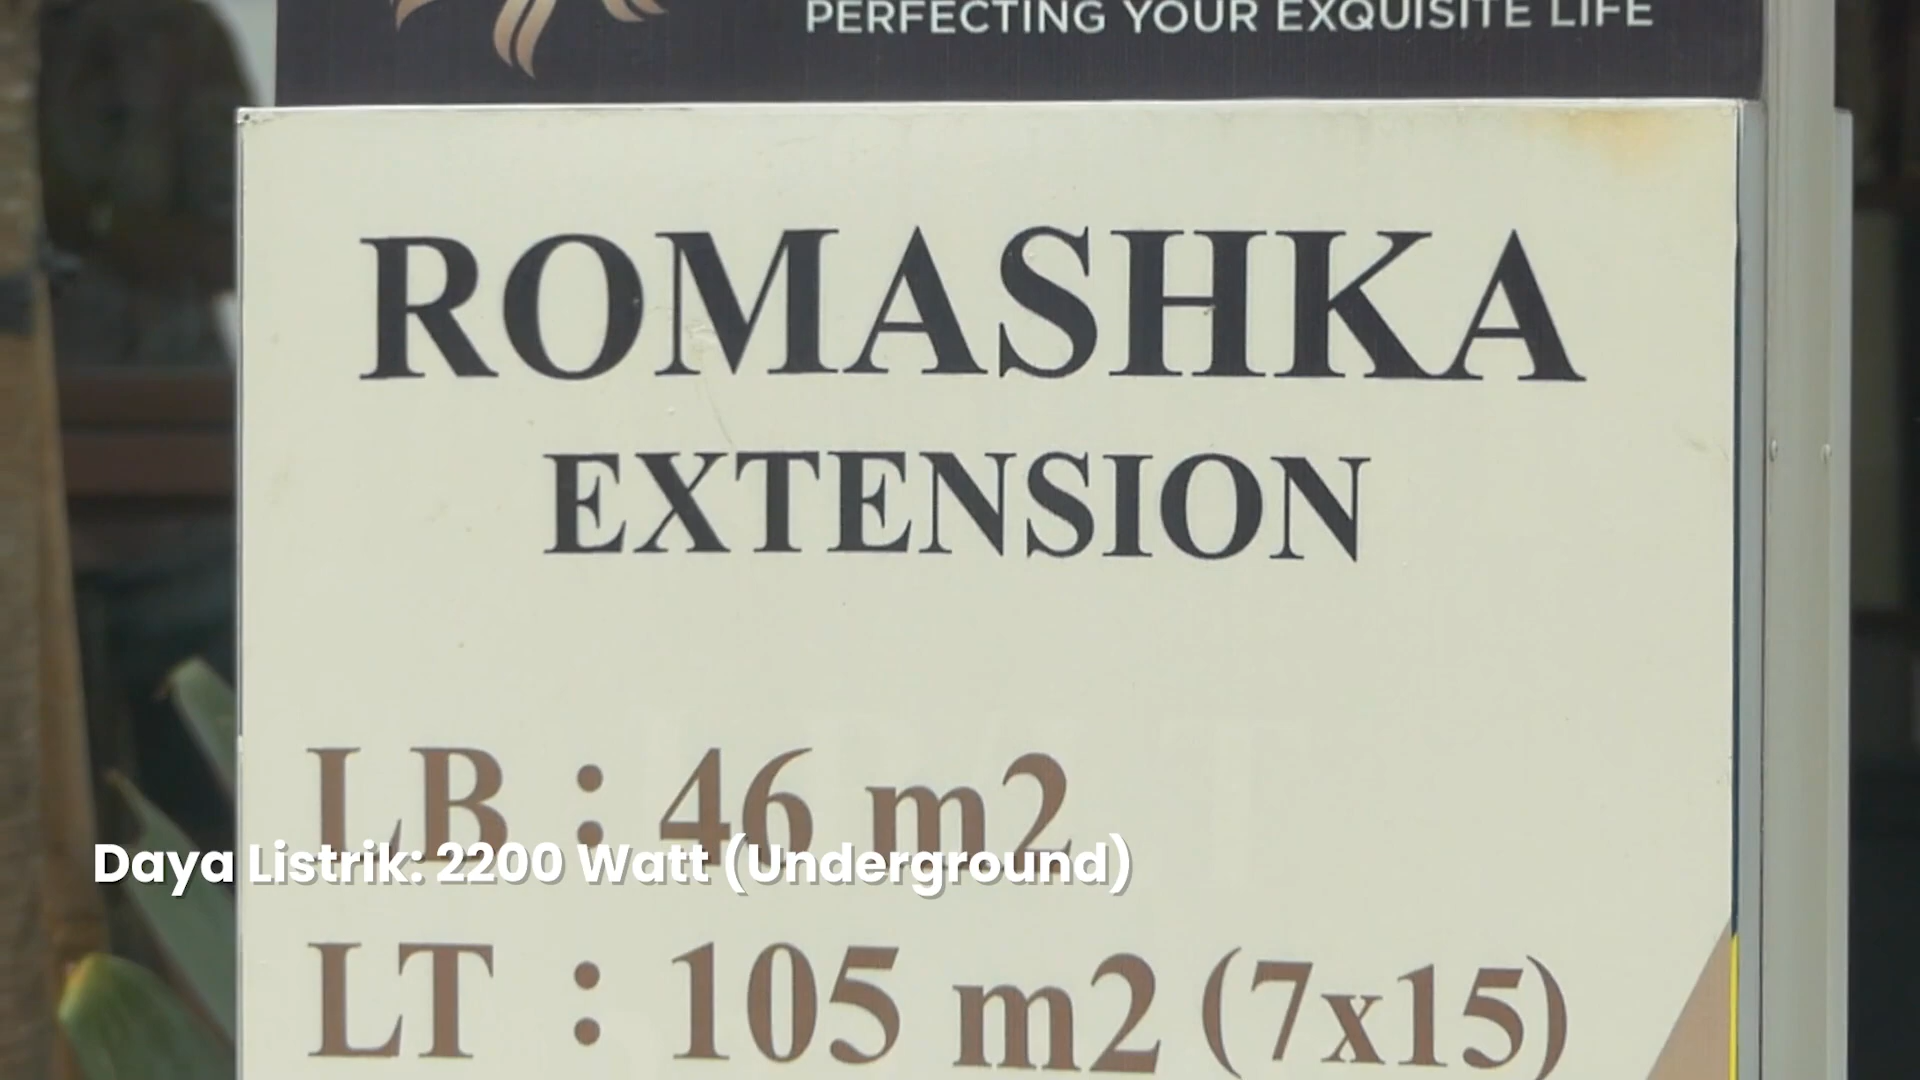 PERFECTING YOUR EXQUISITE LIFE
ROMASHKA
EXTENSION
LB : 46 m2
Daya Listrik: 2200 Watt (Underground)
LT : 105 m2 (7x15)